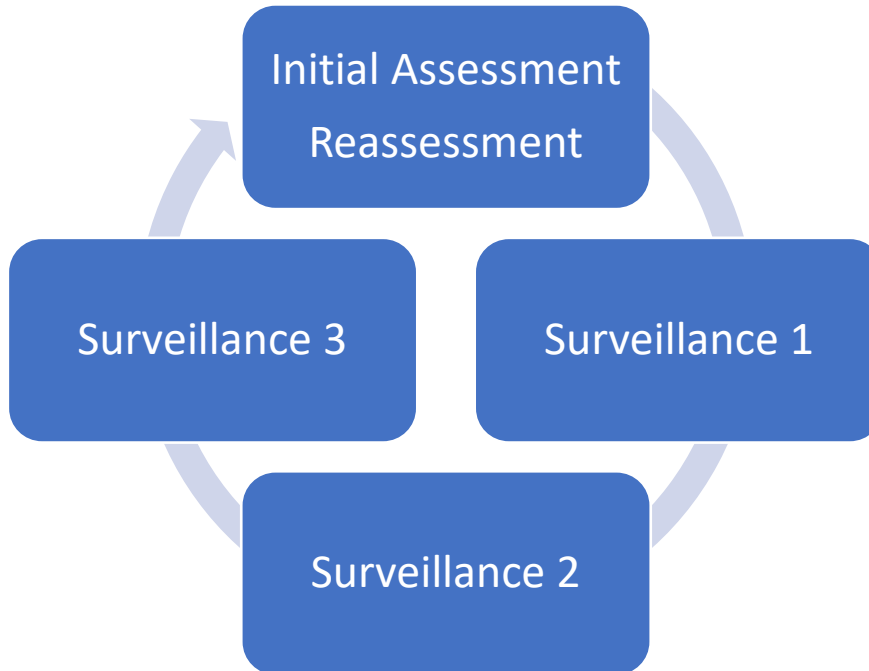 Initial Assessment
Reassessment
Surveillance 1
Surveillance 2
Surveillance 3